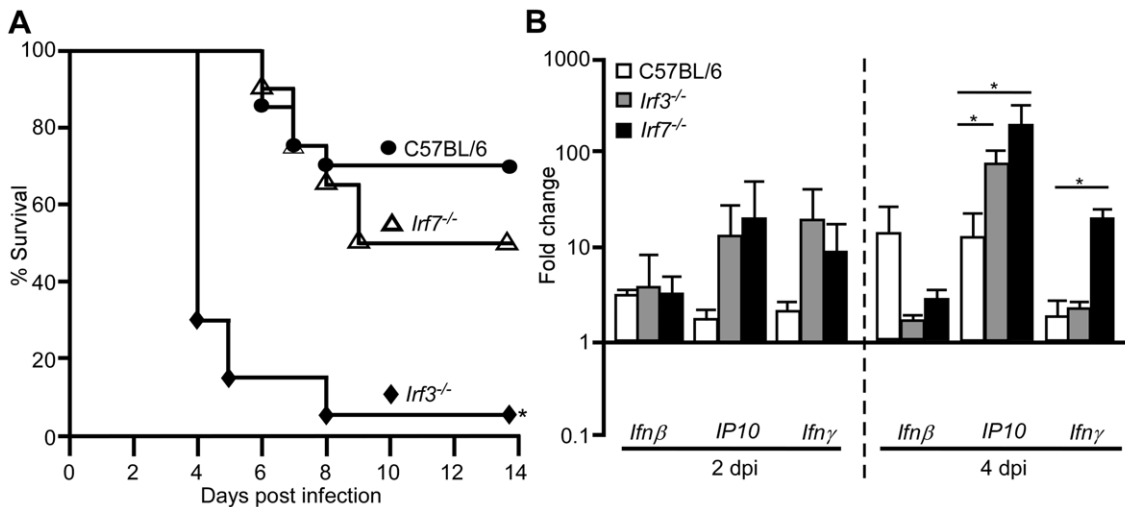 A
100
80
60
40
20
0
% Survival
C57BL/6
Irf7-/-
Irf3-/-
*
0 2 4 6 8 10 12 14
Days post infection
B
1000
100
10
1
0.1
Fold change
C57BL/6
Irf3-/-
Irf7-/-
*
*
*
Ifnβ IP10 Ifnγ Ifnβ IP10 Ifnγ
2 dpi 4 dpi